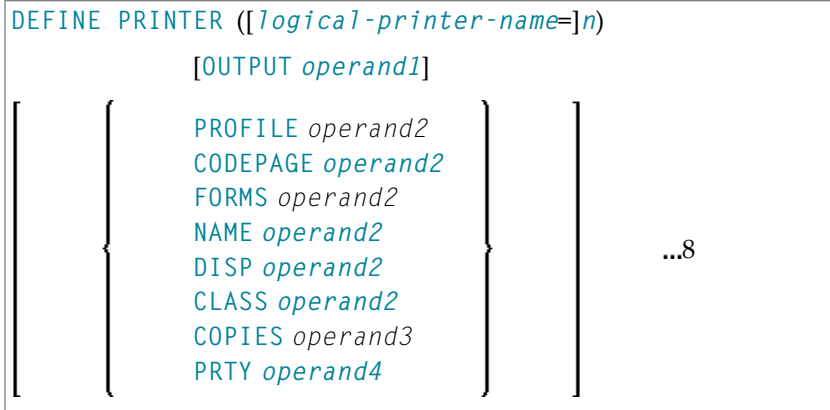 DEFINE PRINTER ([logical-printer-name=]n)
[OUTPUT operand1]
PROFILE operand2
CODEPAGE operand2
FORMS operand2
NAME operand2
DISP operand2
CLASS operand2
COPIES operand3
PRTY operand4
...8